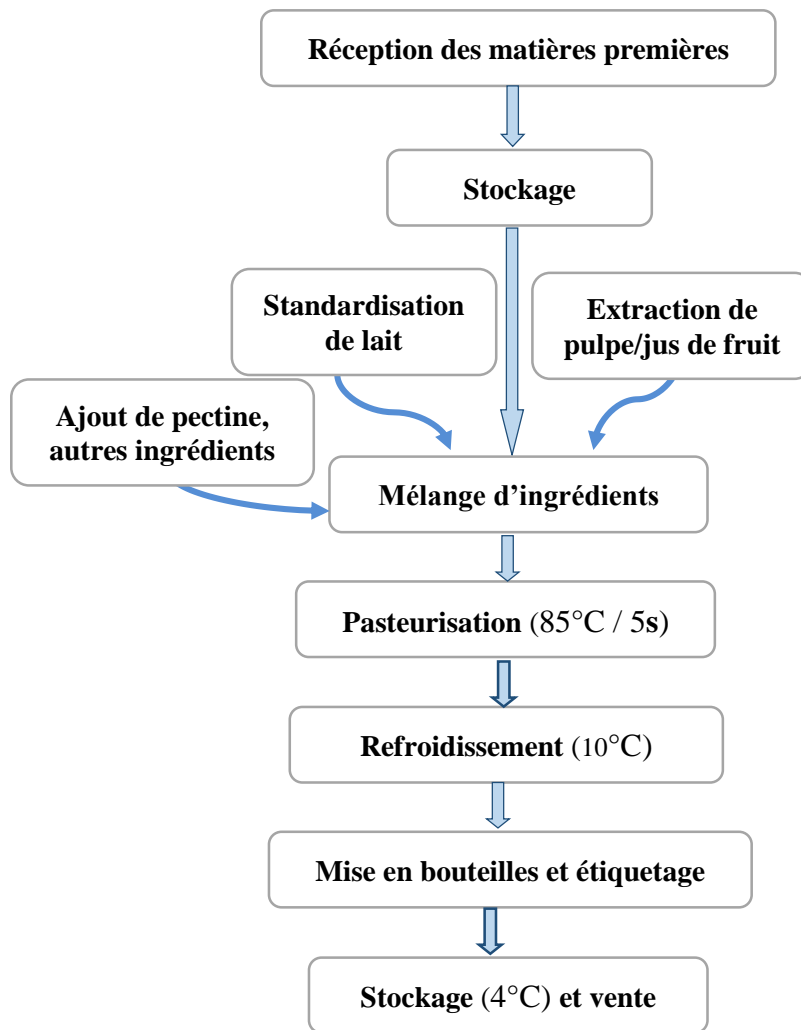 Réception des matières premières
Stockage
Standardisation
de lait
Extraction de
pulpe/jus de fruit
Ajout de pectine,
autres ingrédients
Mélange d’ingrédients
Pasteurisation (85°C / 5s)
Refroidissement (10°C)
Mise en bouteilles et étiquetage
Stockage (4°C) et vente